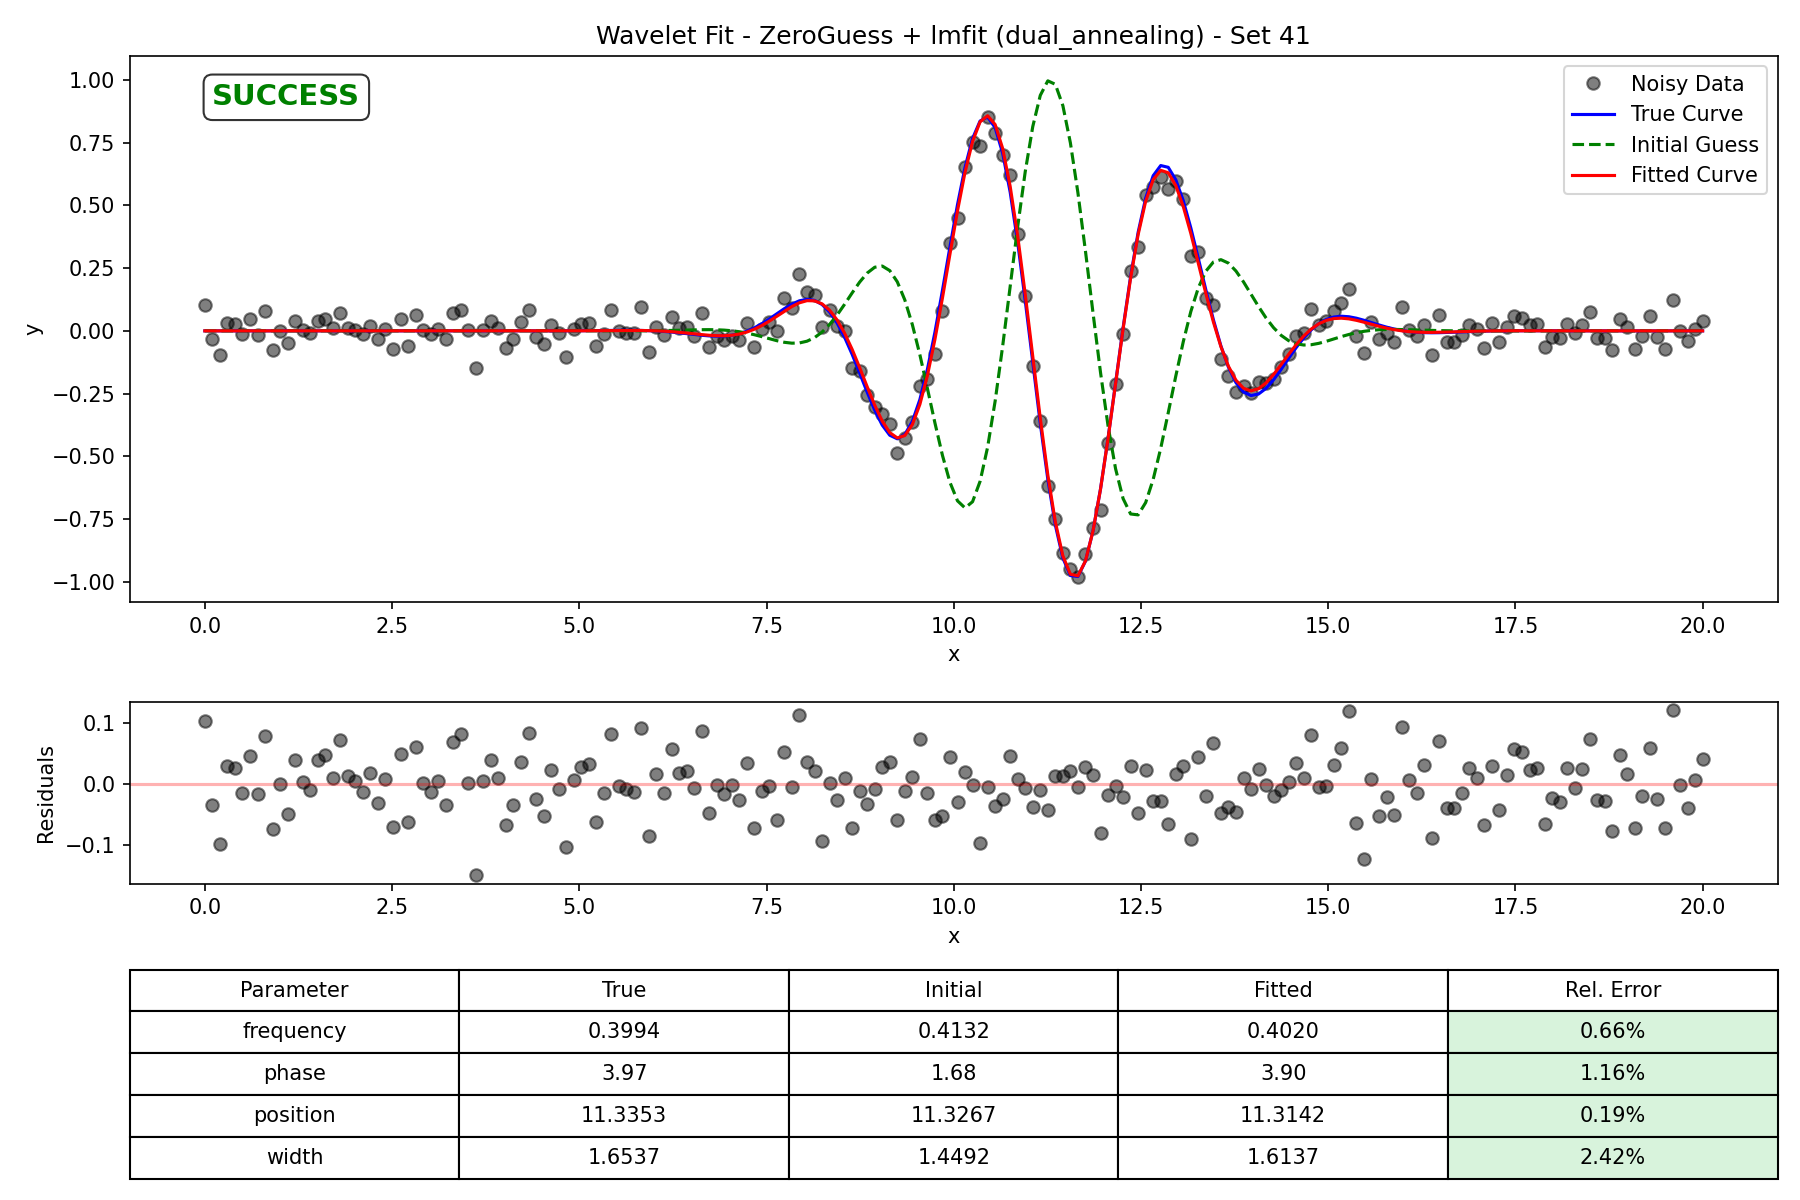 Wavelet Fit - ZeroGuess + lmfit (dual_annealing) - Set 41
SUCCESS
Noisy Data
True Curve
Initial Guess
Fitted Curve
1.00
0.75
0.50
0.25
0.00
−0.25
−0.50
−0.75
−1.00
y
0.0 2.5 5.0 7.5 10.0 12.5 15.0 17.5 20.0
x
0.1
0.0
−0.1
Residuals
0.0 2.5 5.0 7.5 10.0 12.5 15.0 17.5 20.0
x
Parameter True Initial Fitted Rel. Error
frequency 0.3994 0.4132 0.4020 0.66%
phase 3.97 1.68 3.90 1.16%
position 11.3353 11.3267 11.3142 0.19%
width 1.6537 1.4492 1.6137 2.42%